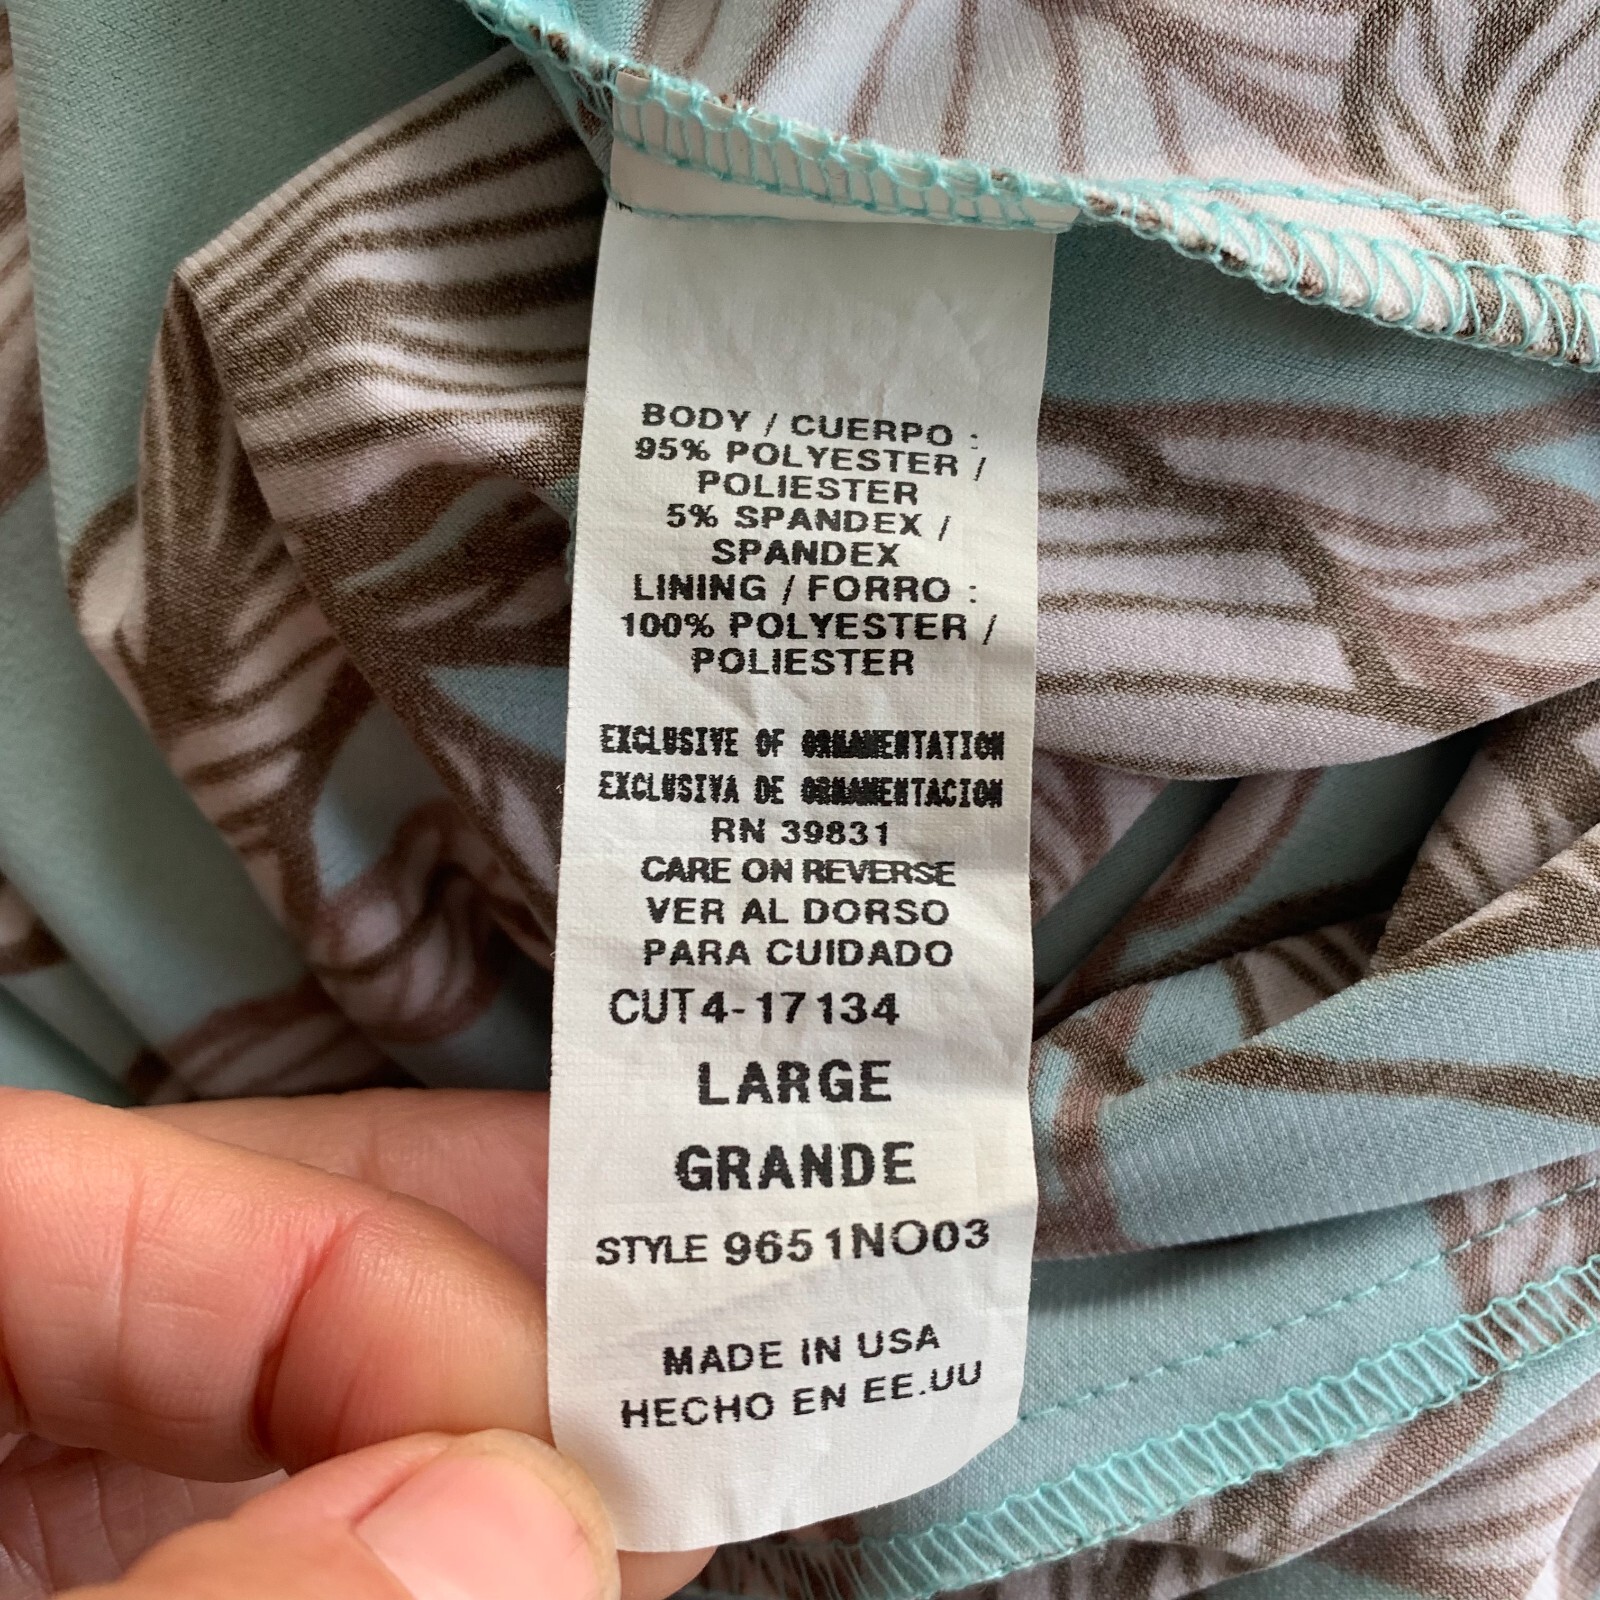 BODY / CUERPO :
95% POLYESTER /
POLIESTER
5% SPANDEX /
SPANDEX
LINING / FORRO :
100% POLYESTER /
POLIESTER
EXCLUSIVE OF ORNAMENTATION
EXCLUSIVA DE ORNAMENTACION
RN 39831
CARE ON REVERSE
VER AL DORSO
PARA CUIDADO
CUT 4-17134
LARGE
GRANDE
STYLE 9651NO03
MADE IN USA
HECHO EN EE.UU